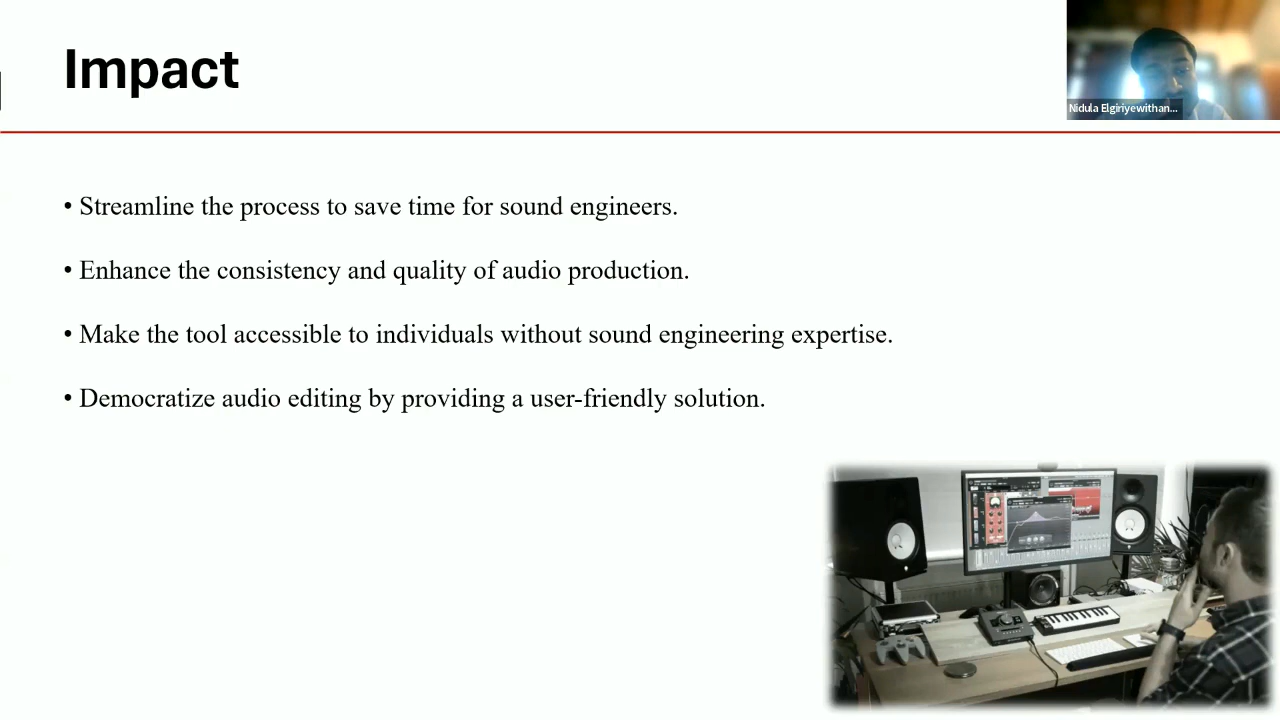 Impact
Nidula Elgiriyewithan...
• Streamline the process to save time for sound engineers.
• Enhance the consistency and quality of audio production.
• Make the tool accessible to individuals without sound engineering expertise.
• Democratize audio editing by providing a user-friendly solution.